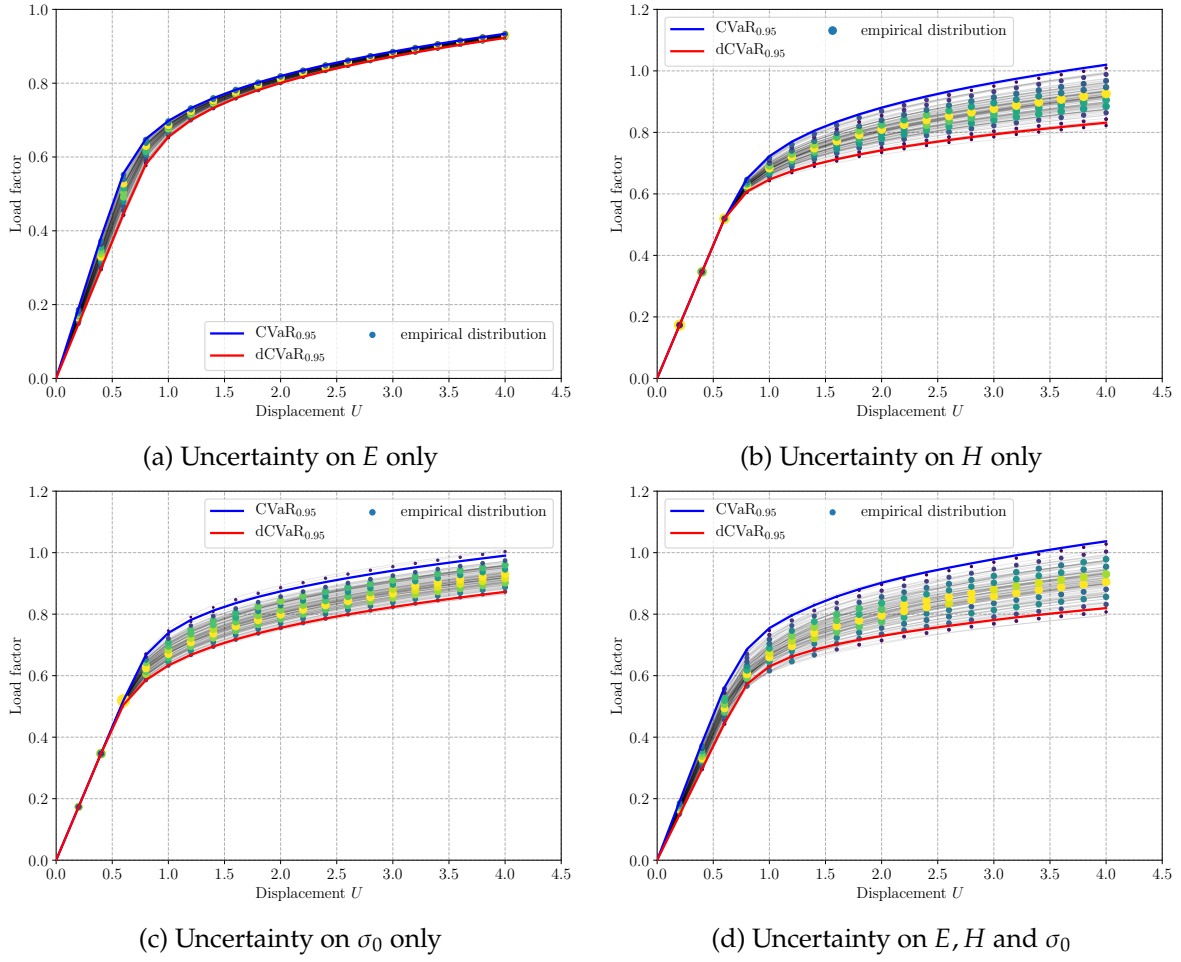 1.0
0.8
0.6
0.4
0.2
0.0
Load factor
CVaR0.95
dCVaR0.95
empirical distribution
0.0 0.5 1.0 1.5 2.0 2.5 3.0 3.5 4.0 4.5
Displacement U
(a) Uncertainty on E only
1.2
1.0
0.8
0.6
0.4
0.2
0.0
Load factor
CVaR0.95
dCVaR0.95
empirical distribution
0.0 0.5 1.0 1.5 2.0 2.5 3.0 3.5 4.0 4.5
Displacement U
(b) Uncertainty on H only
1.2
1.0
0.8
0.6
0.4
0.2
0.0
Load factor
CVaR0.95
dCVaR0.95
empirical distribution
0.0 0.5 1.0 1.5 2.0 2.5 3.0 3.5 4.0 4.5
Displacement U
(c) Uncertainty on σ0 only
1.2
1.0
0.8
0.6
0.4
0.2
0.0
Load factor
CVaR0.95
dCVaR0.95
empirical distribution
0.0 0.5 1.0 1.5 2.0 2.5 3.0 3.5 4.0 4.5
Displacement U
(d) Uncertainty on E, H and σ0